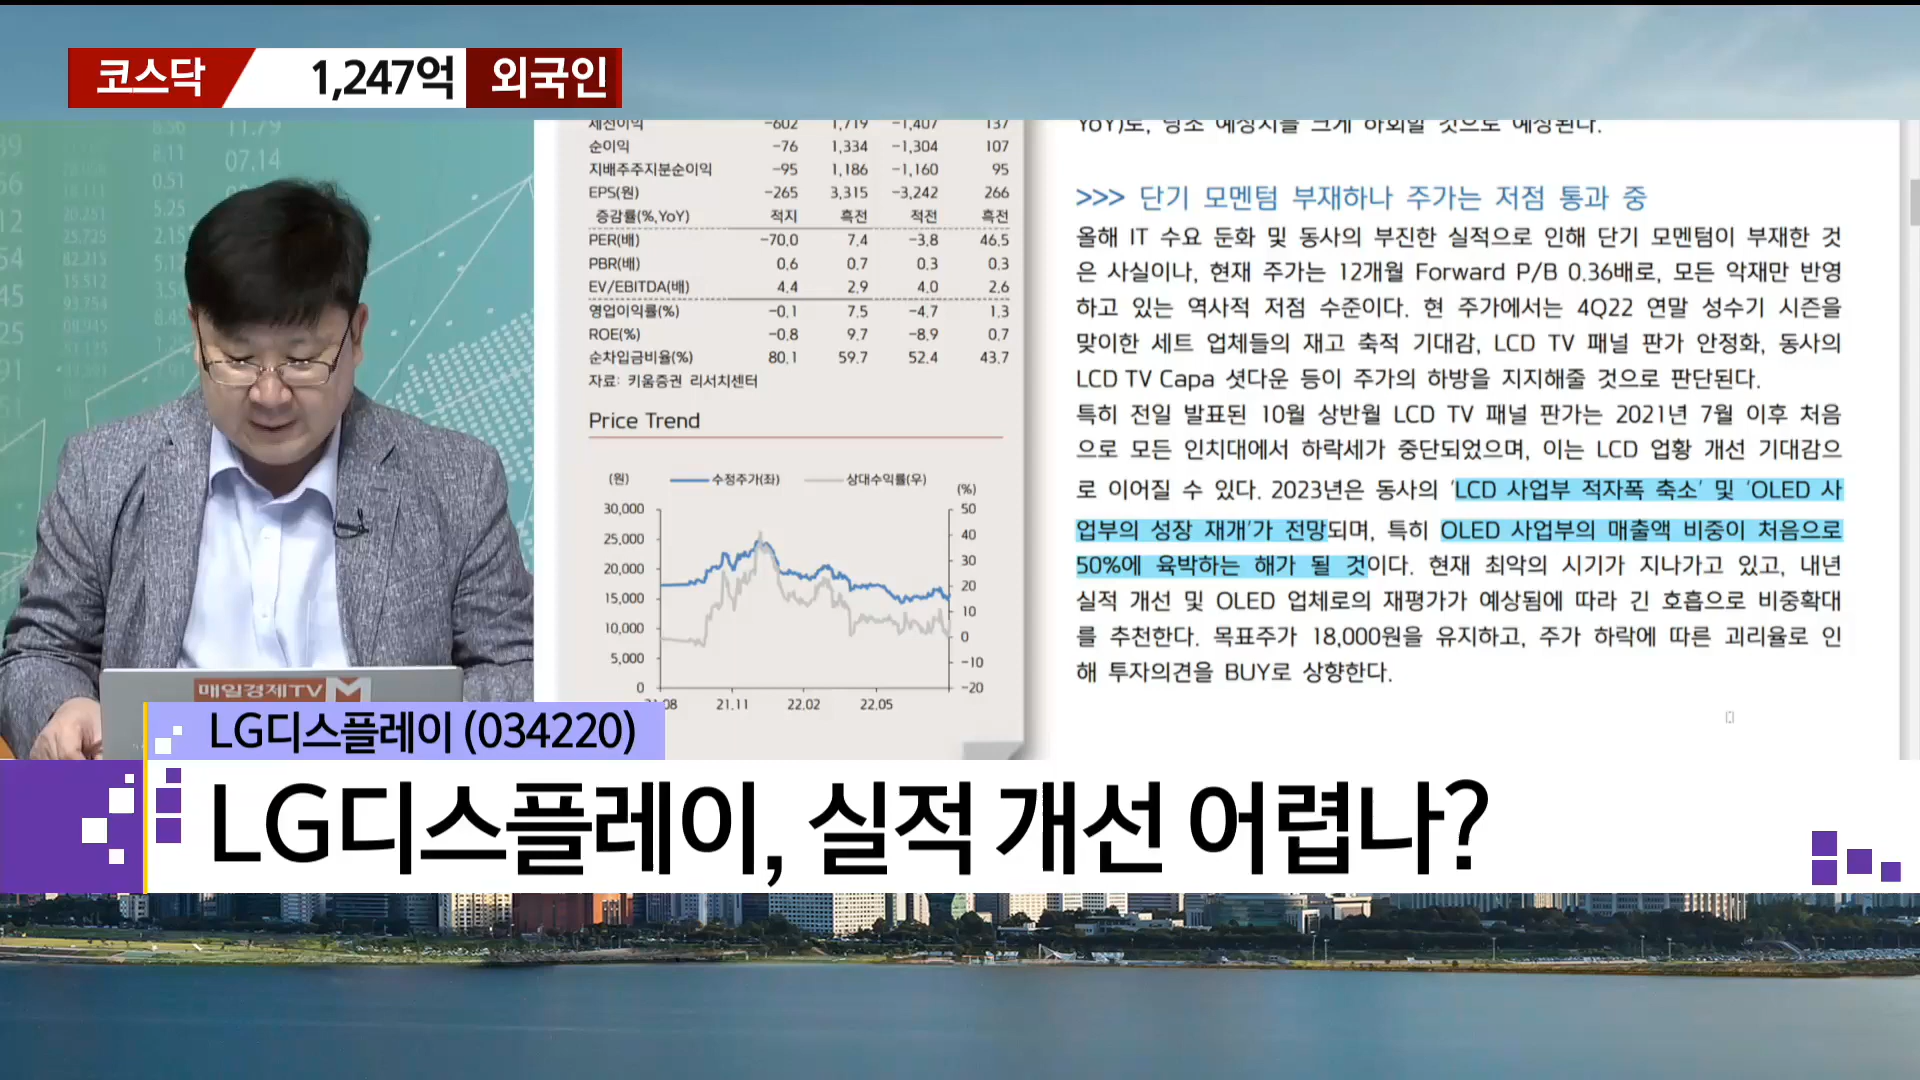 코스닥 1,247억 외국인
세전이익 -602 1,719 -1,407 137
순이익 -76 1,334 -1,304 107
지배주주지분순이익 -95 1,186 -1,160 95
EPS(원) -265 3,315 -3,242 266
증감률(%,YoY) 적지 흑전 적전 흑전
PER(배) -70.0 7.4 -3.8 46.5
PBR(배) 0.6 0.7 0.3 0.3
EV/EBITDA(배) 4.4 2.9 4.0 2.6
영업이익률(%) -0.1 7.5 -4.7 1.3
ROE(%) -0.8 9.7 -8.9 0.7
순차입금비율(%) 80.1 59.7 52.4 43.7
자료: 키움증권 리서치센터
Price Trend
(원) 수정주가(좌) 상대수익률(우) (%)
30,000 50
25,000 40
20,000 30
15,000 20
10,000 10
5,000 0
0 -10
-20
21.11 22.02 22.05
YoY)로, 당초 예상치를 크게 하회할 것으로 예상된다.
>>> 단기 모멘텀 부재하나 주가는 저점 통과 중
올해 IT 수요 둔화 및 동사의 부진한 실적으로 인해 단기 모멘텀이 부재한 것
은 사실이나, 현재 주가는 12개월 Forward P/B 0.36배로, 모든 악재만 반영
하고 있는 역사적 저점 수준이다. 현 주가에서는 4Q22 연말 성수기 시즌을
맞이한 세트 업체들의 재고 축적 기대감, LCD TV 패널 판가 안정화, 동사의
LCD TV Capa 셧다운 등이 주가의 하방을 지지해줄 것으로 판단된다.
특히 전일 발표된 10월 상반월 LCD TV 패널 판가는 2021년 7월 이후 처음
으로 모든 인치대에서 하락세가 중단되었으며, 이는 LCD 업황 개선 기대감으
로 이어질 수 있다. 2023년은 동사의 'LCD 사업부 적자폭 축소' 및 'OLED 사
업부의 성장 재개'가 전망되며, 특히 OLED 사업부의 매출액 비중이 처음으로
50%에 육박하는 해가 될 것이다. 현재 최악의 시기가 지나가고 있고, 내년
실적 개선 및 OLED 업체로의 재평가가 예상됨에 따라 긴 호흡으로 비중확대
를 추천한다. 목표주가 18,000원을 유지하고, 주가 하락에 따른 괴리율로 인
해 투자의견을 BUY로 상향한다.
매일경제TV M
LG디스플레이 (034220)
LG디스플레이, 실적 개선 어렵나?